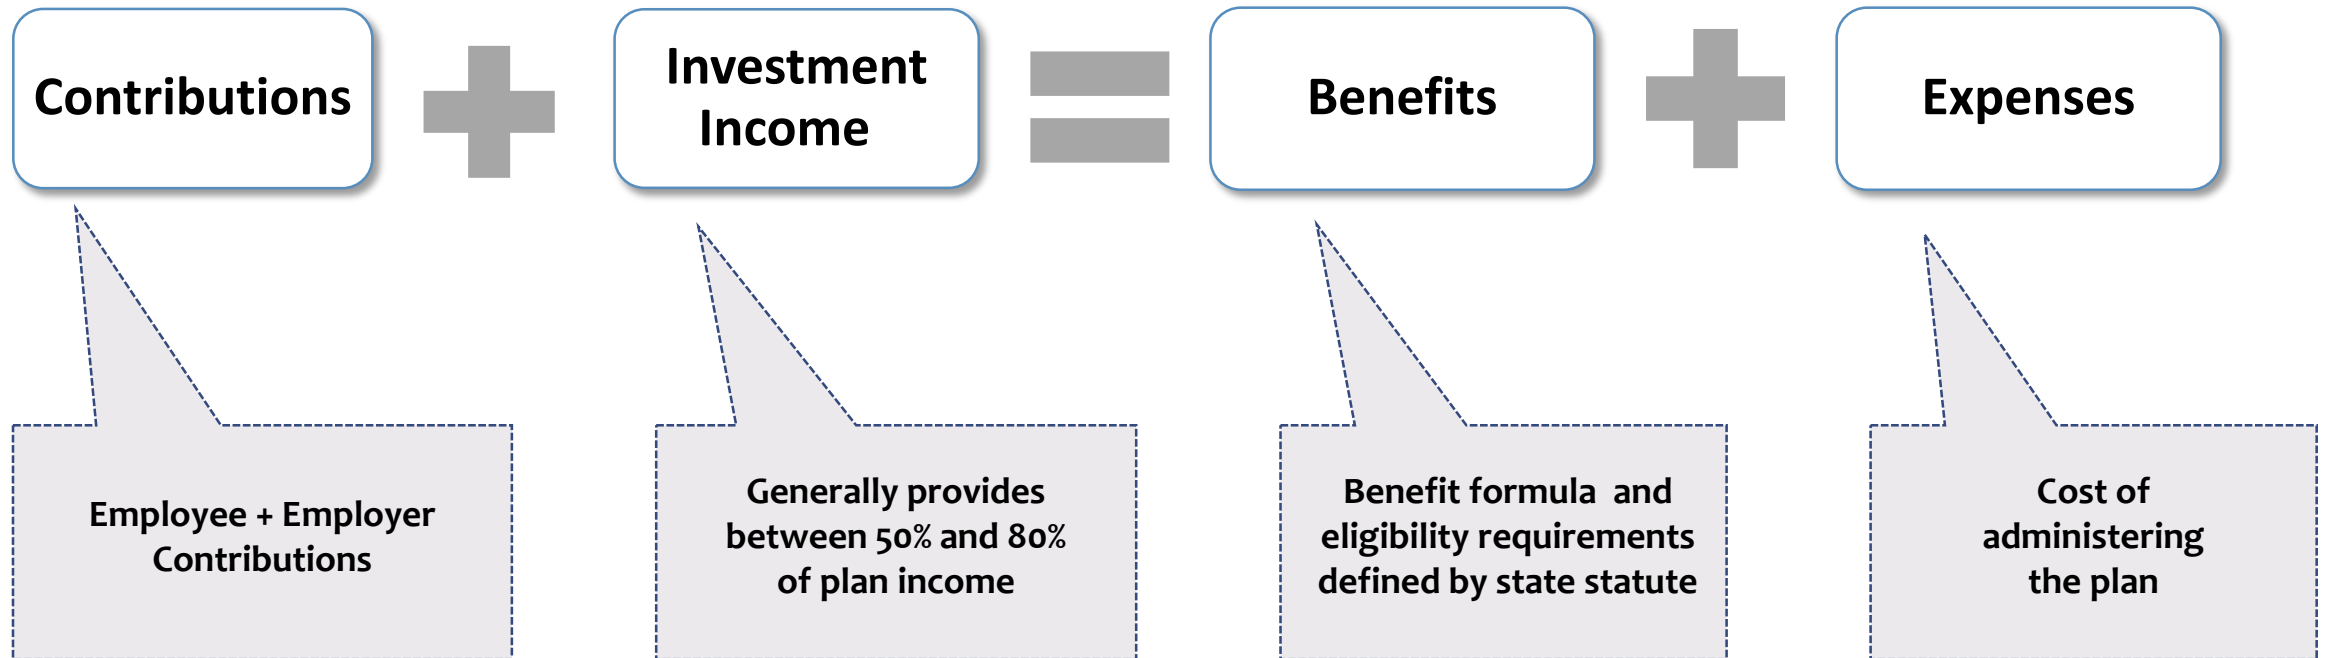 Contributions
Investment
Income
Benefits
Expenses
Employee + Employer
Contributions
Generally provides
between 50% and 80%
of plan income
Benefit formula and
eligibility requirements
defined by state statute
Cost of
administering
the plan